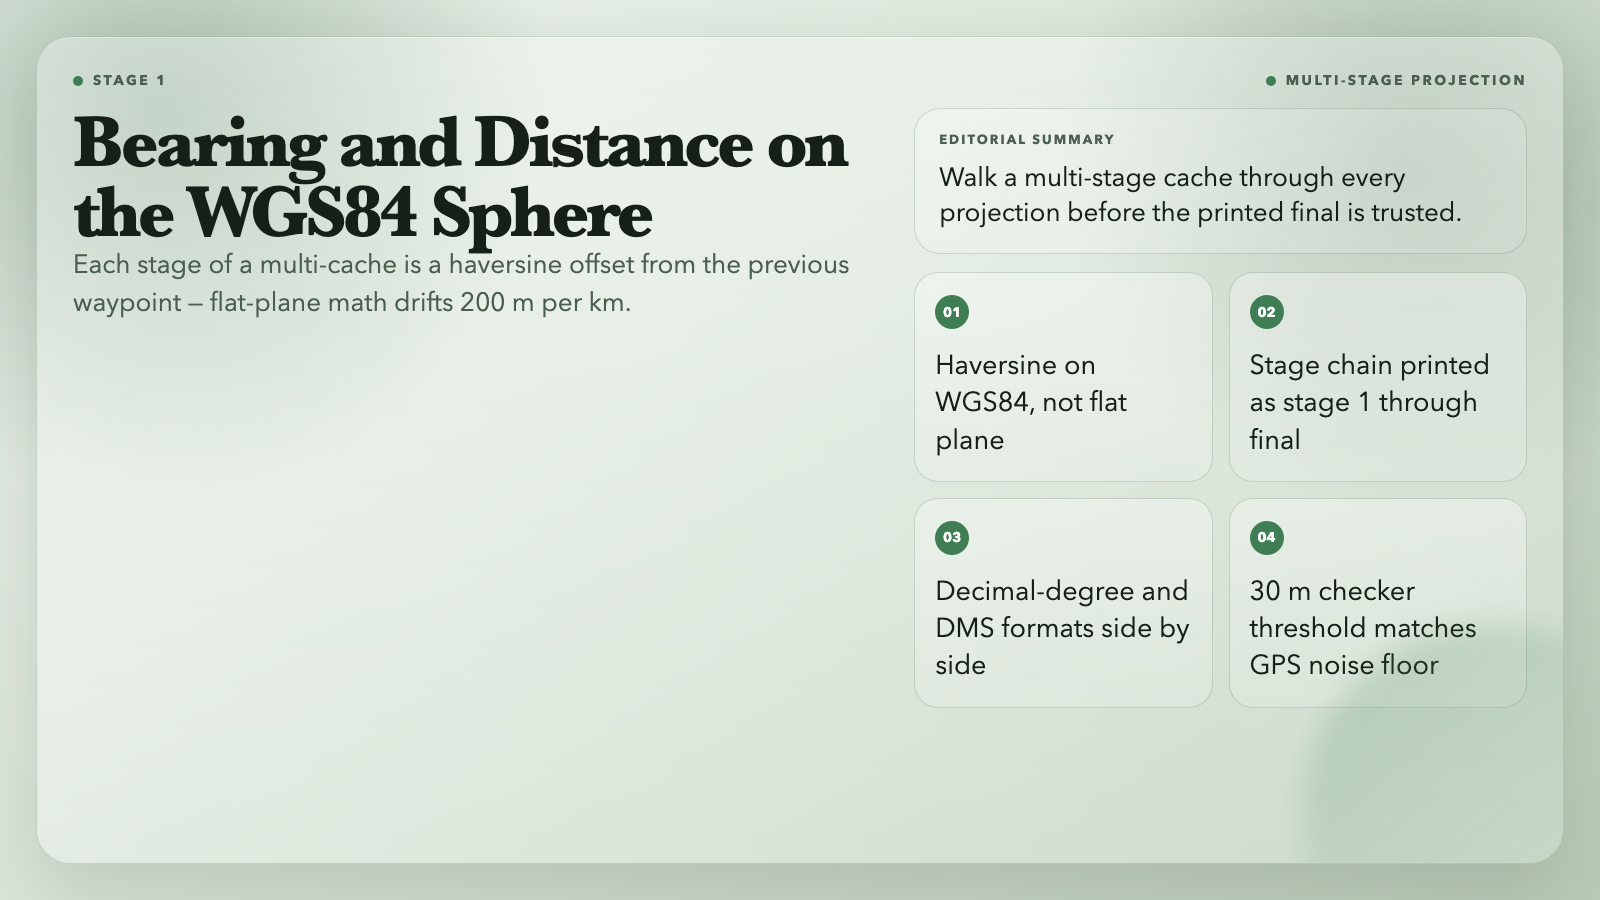 STAGE 1
MULTI-STAGE PROJECTION
Bearing and Distance on
the WGS84 Sphere
Each stage of a multi-cache is a haversine offset from the previous
waypoint — flat-plane math drifts 200 m per km.
EDITORIAL SUMMARY
Walk a multi-stage cache through every
projection before the printed final is trusted.
01
Haversine on
WGS84, not flat
plane
02
Stage chain printed
as stage 1 through
final
03
Decimal-degree and
DMS formats side by
side
04
30 m checker
threshold matches
GPS noise floor